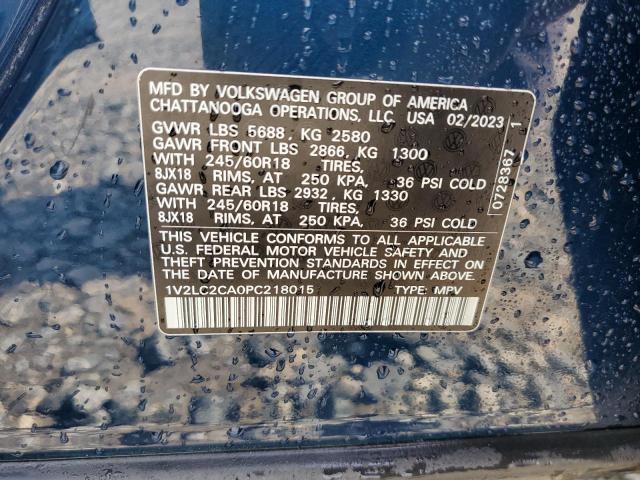 MFD BY VOLKSWAGEN GROUP OF AMERICA
CHATTANOOGA OPERATIONS, LLC, USA 02/2023
GVWR LBS 5688, KG 2580
GAWR FRONT LBS 2866, KG 1300
WITH 245/60R18 TIRES,
8JX18 RIMS, AT 250 KPA, 36 PSI COLD
GAWR REAR LBS 2932, KG 1330
WITH 245/60R18 TIRES,
8JX18 RIMS, AT 250 KPA, 36 PSI COLD
THIS VEHICLE CONFORMS TO ALL APPLICABLE
U.S. FEDERAL MOTOR VEHICLE SAFETY AND
THEFT PREVENTION STANDARDS IN EFFECT
ON THE DATE OF MANUFACTURE SHOWN ABOVE.
1V2LC2CA0PC218015 TYPE: MPV
0728367 1